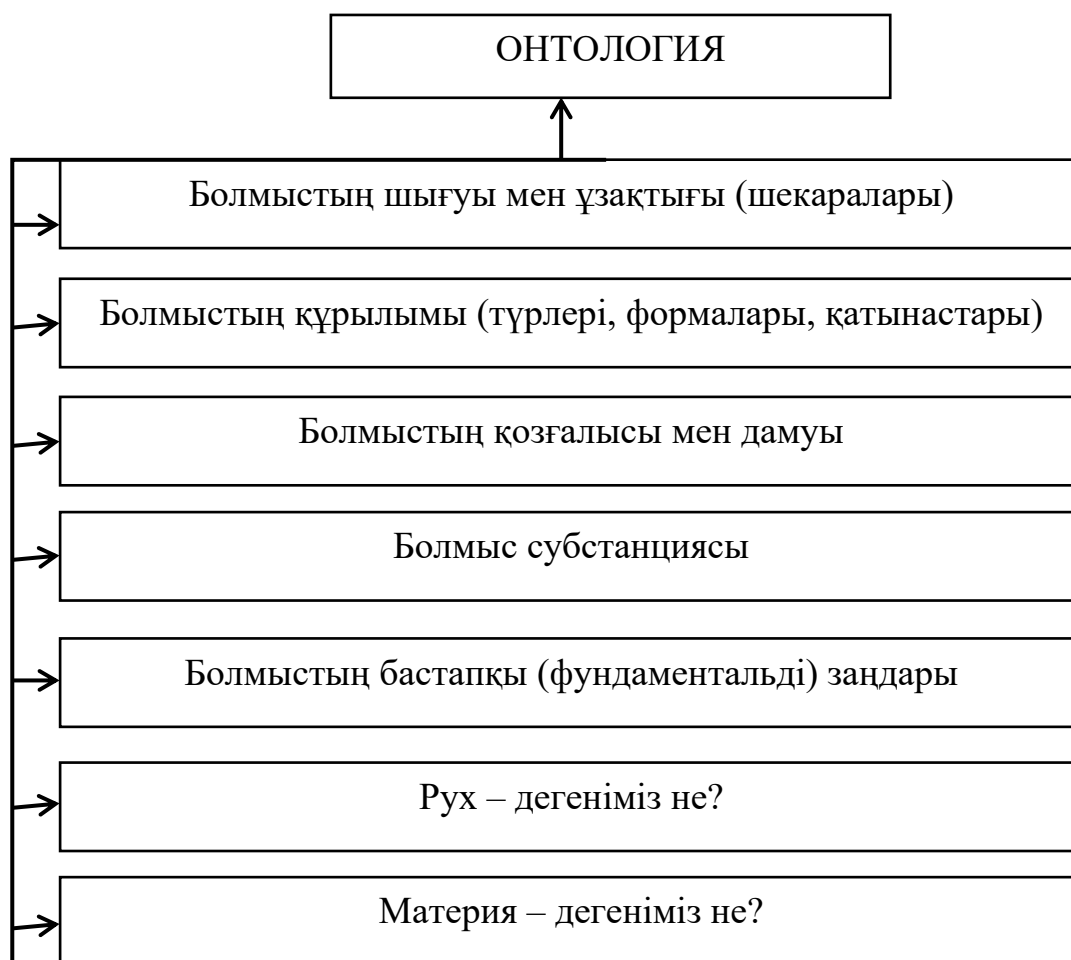 ОНТОЛОГИЯ
Болмыстың шығуы мен ұзақтығы (шекаралары)
Болмыстың құрылымы (түрлері, формалары, қатынастары)
Болмыстың қозғалысы мен дамуы
Болмыс субстанциясы
Болмыстың бастапқы (фундаментальді) заңдары
Рух – дегеніміз не?
Материя – дегеніміз не?